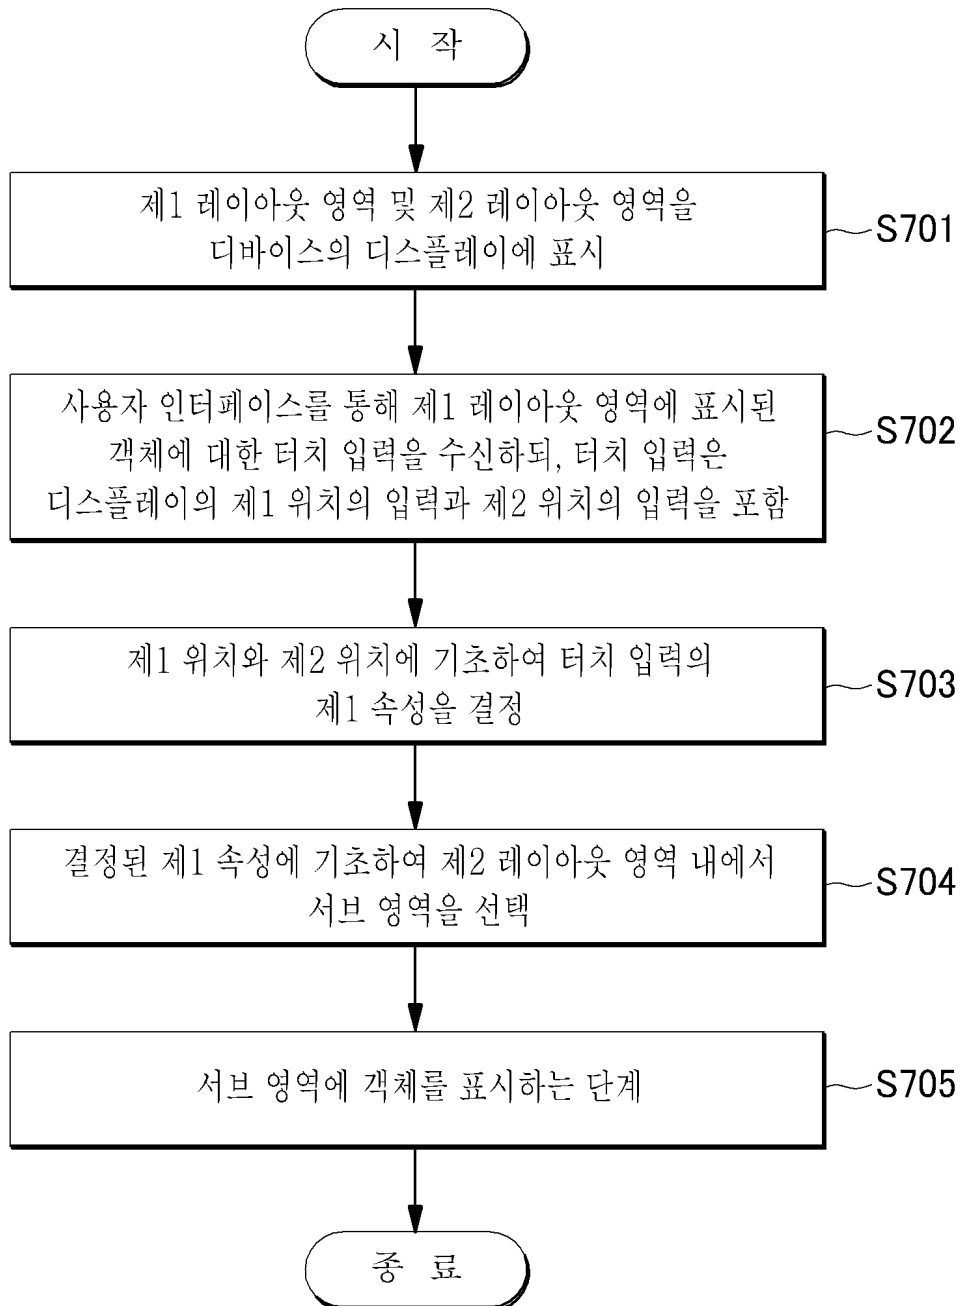 시 작
제1 레이아웃 영역 및 제2 레이아웃 영역을
디바이스의 디스플레이에 표시
S701
사용자 인터페이스를 통해 제1 레이아웃 영역에 표시된
객체에 대한 터치 입력을 수신하되, 터치 입력은
디스플레이의 제1 위치의 입력과 제2 위치의 입력을 포함
S702
제1 위치와 제2 위치에 기초하여 터치 입력의
제1 속성을 결정
S703
결정된 제1 속성에 기초하여 제2 레이아웃 영역 내에서
서브 영역을 선택
S704
서브 영역에 객체를 표시하는 단계
S705
종 료